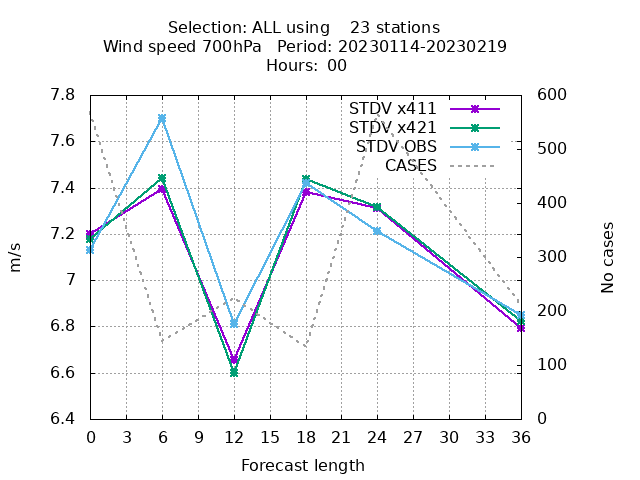 Selection: ALL using    23 stations
Wind speed 700hPa   Period: 20230114-20230219
Hours: 00
7.8
7.6
7.4
7.2
7
6.8
6.6
6.4
m/s
STDV x411
STDV x421
STDV OBS
CASES
600
500
400
300
200
100
0
No cases
0 3 6 9 12 15 18 21 24 27 30 33 36
Forecast length